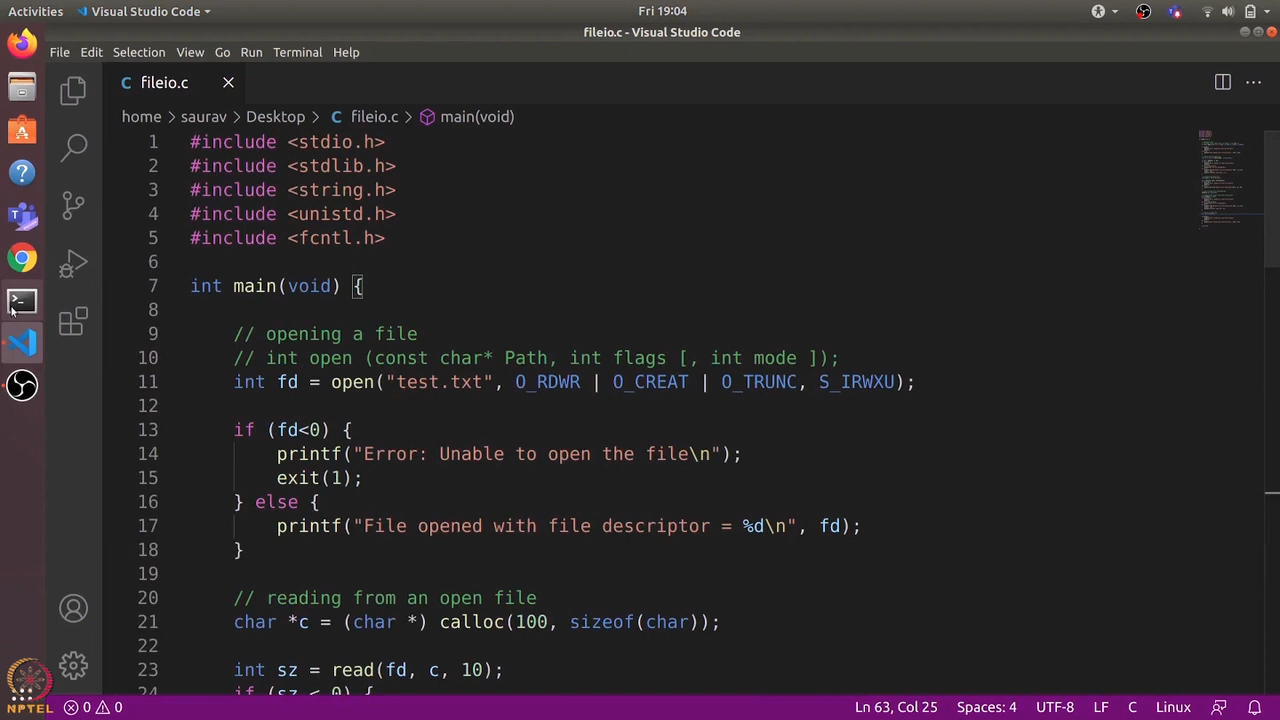 Activities Visual Studio Code Fri 19:04
fileio.c - Visual Studio Code
File Edit Selection View Go Run Terminal Help
C fileio.c
home > saurav > Desktop > C fileio.c > main(void)
1 #include <stdio.h>
2 #include <stdlib.h>
3 #include <string.h>
4 #include <unistd.h>
5 #include <fcntl.h>
6
7 int main(void) {
8
9 // opening a file
10 // int open (const char* Path, int flags [, int mode ]);
11 int fd = open("test.txt", O_RDWR | O_CREAT | O_TRUNC, S_IRWXU);
12
13 if (fd<0) {
14 printf("Error: Unable to open the file\n");
15 exit(1);
16 } else {
17 printf("File opened with file descriptor = %d\n", fd);
18 }
19
20 // reading from an open file
21 char *c = (char *) calloc(100, sizeof(char));
22
23 int sz = read(fd, c, 10);
24 if (sz < 0) {
NPTEL
0 0 Ln 63, Col 25 Spaces: 4 UTF-8 LF C Linux